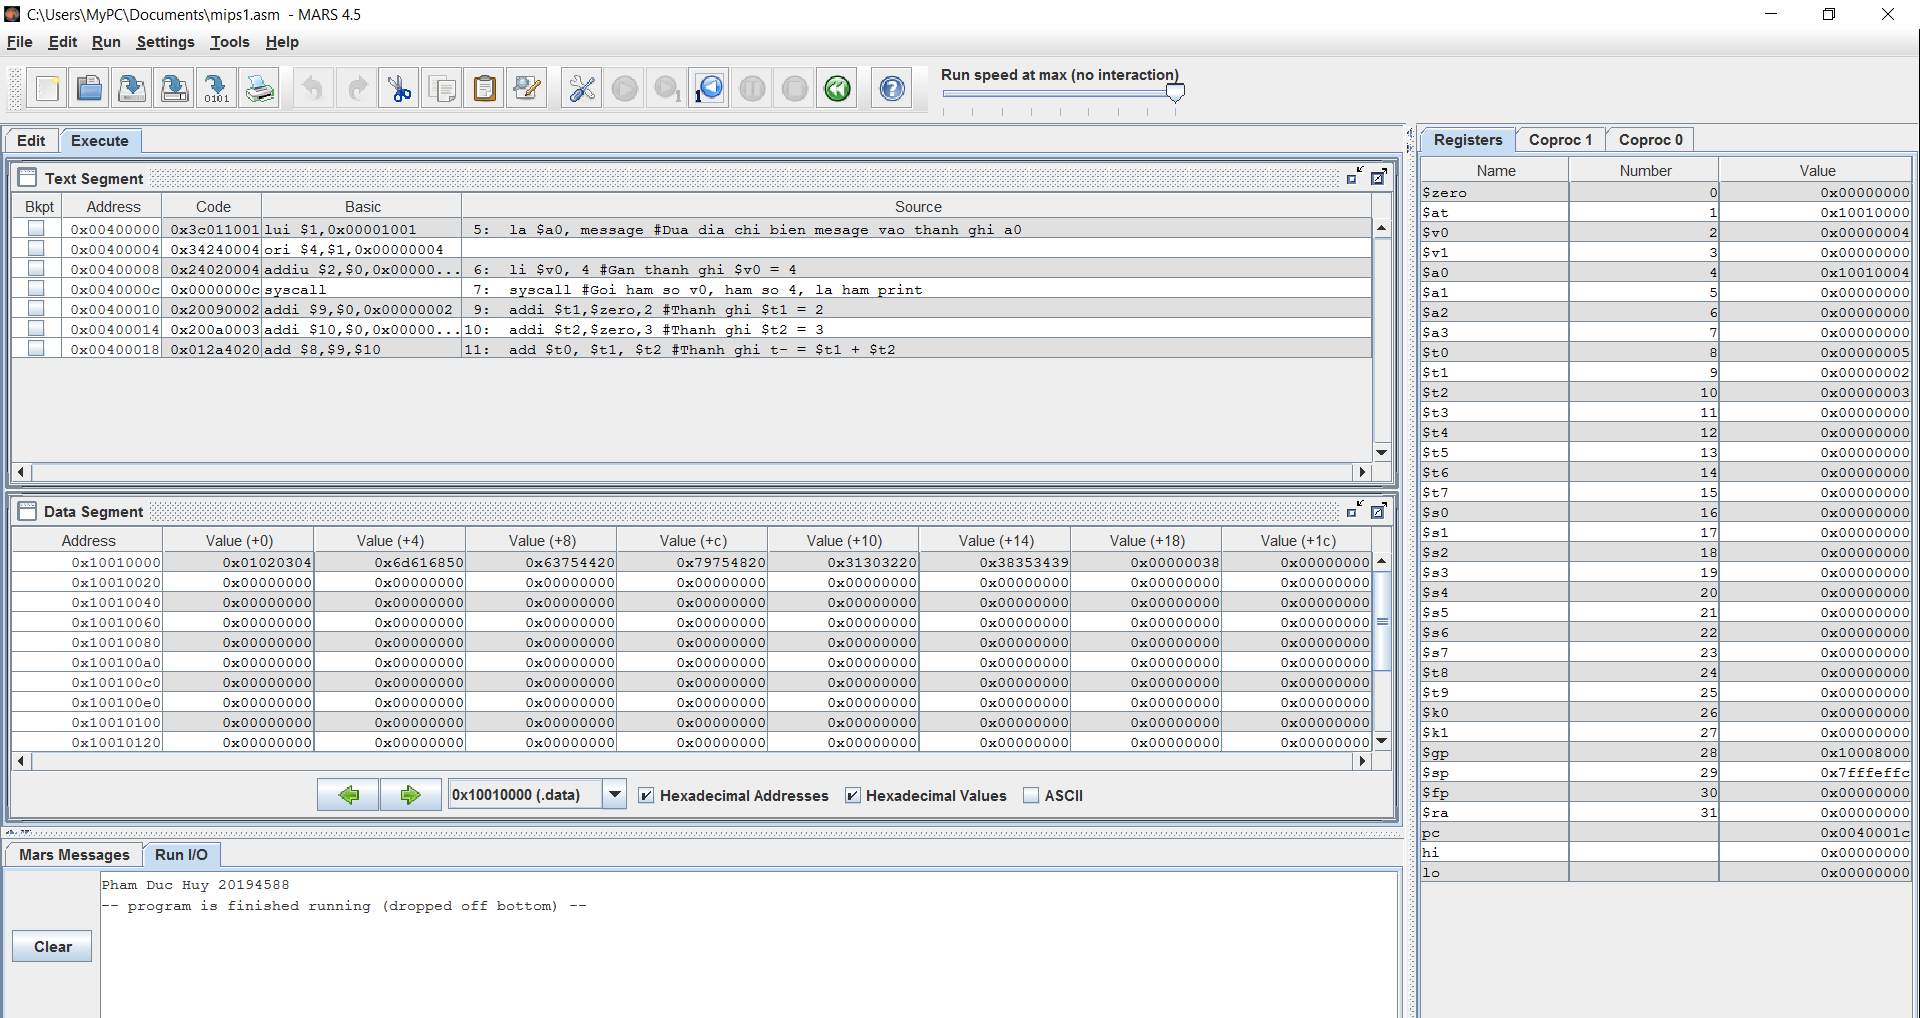 C:\Users\MyPC\Documents\mips1.asm - MARS 4.5
File Edit Run Settings Tools Help
0101 1 1
Run speed at max (no interaction)
Edit Execute
Text Segment
Bkpt Address Code Basic Source
0x00400000 0x3c011001 lui $1,0x00001001 5: la $a0, message #Dua dia chi bien mesage vao thanh ghi a0
0x00400004 0x34240004 ori $4,$1,0x00000004
0x00400008 0x24020004 addiu $2,$0,0x00000... 6: li $v0, 4 #Gan thanh ghi $v0 = 4
0x0040000c 0x0000000c syscall 7: syscall #Goi ham so v0, ham so 4, la ham print
0x00400010 0x20090002 addi $9,$0,0x00000002 9: addi $t1,$zero,2 #Thanh ghi $t1 = 2
0x00400014 0x200a0003 addi $10,$0,0x00000... 10: addi $t2,$zero,3 #Thanh ghi $t2 = 3
0x00400018 0x012a4020 add $8,$9,$10 11: add $t0, $t1, $t2 #Thanh ghi t- = $t1 + $t2
Data Segment
Address Value (+0) Value (+4) Value (+8) Value (+c) Value (+10) Value (+14) Value (+18) Value (+1c)
0x10010000 0x01020304 0x6d616850 0x63754420 0x79754820 0x31303220 0x38353439 0x00000038 0x00000000
0x10010020 0x00000000 0x00000000 0x00000000 0x00000000 0x00000000 0x00000000 0x00000000 0x00000000
0x10010040 0x00000000 0x00000000 0x00000000 0x00000000 0x00000000 0x00000000 0x00000000 0x00000000
0x10010060 0x00000000 0x00000000 0x00000000 0x00000000 0x00000000 0x00000000 0x00000000 0x00000000
0x10010080 0x00000000 0x00000000 0x00000000 0x00000000 0x00000000 0x00000000 0x00000000 0x00000000
0x100100a0 0x00000000 0x00000000 0x00000000 0x00000000 0x00000000 0x00000000 0x00000000 0x00000000
0x100100c0 0x00000000 0x00000000 0x00000000 0x00000000 0x00000000 0x00000000 0x00000000 0x00000000
0x100100e0 0x00000000 0x00000000 0x00000000 0x00000000 0x00000000 0x00000000 0x00000000 0x00000000
0x10010100 0x00000000 0x00000000 0x00000000 0x00000000 0x00000000 0x00000000 0x00000000 0x00000000
0x10010120 0x00000000 0x00000000 0x00000000 0x00000000 0x00000000 0x00000000 0x00000000 0x00000000
0x10010000 (.data) Hexadecimal Addresses Hexadecimal Values ASCII
Mars Messages Run I/O
Pham Duc Huy 20194588
-- program is finished running (dropped off bottom) --
Clear
Registers Coproc 1 Coproc 0
Name Number Value
$zero 0 0x00000000
$at 1 0x10010000
$v0 2 0x00000004
$v1 3 0x00000000
$a0 4 0x10010004
$a1 5 0x00000000
$a2 6 0x00000000
$a3 7 0x00000000
$t0 8 0x00000005
$t1 9 0x00000002
$t2 10 0x00000003
$t3 11 0x00000000
$t4 12 0x00000000
$t5 13 0x00000000
$t6 14 0x00000000
$t7 15 0x00000000
$s0 16 0x00000000
$s1 17 0x00000000
$s2 18 0x00000000
$s3 19 0x00000000
$s4 20 0x00000000
$s5 21 0x00000000
$s6 22 0x00000000
$s7 23 0x00000000
$t8 24 0x00000000
$t9 25 0x00000000
$k0 26 0x00000000
$k1 27 0x00000000
$gp 28 0x10008000
$sp 29 0x7fffeffc
$fp 30 0x00000000
$ra 31 0x00000000
pc 0x0040001c
hi 0x00000000
lo 0x00000000